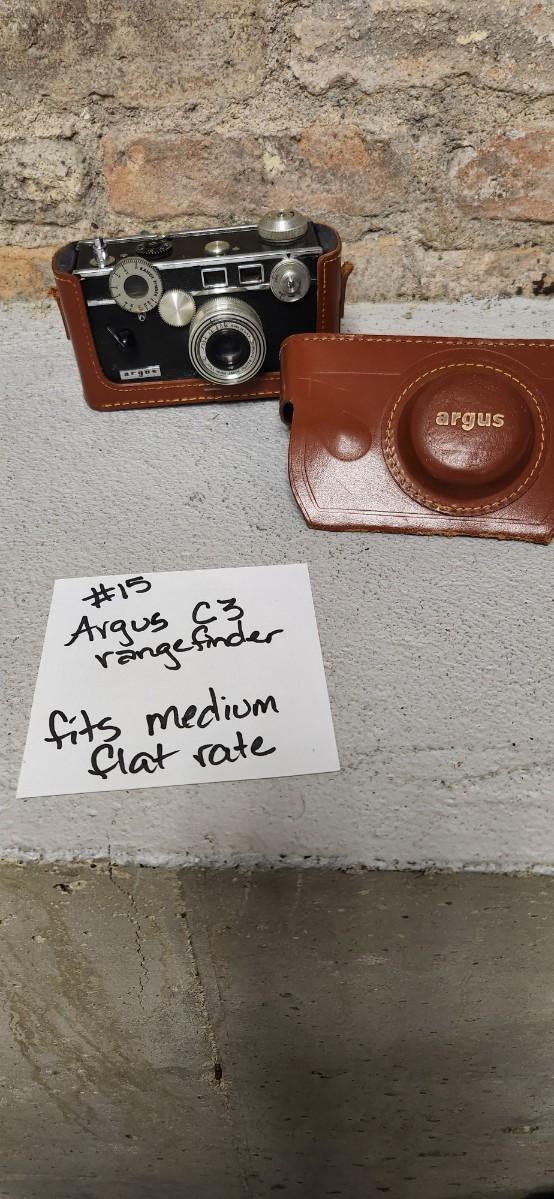 argus
argus
#15
Argus C3
rangefinder
fits medium
flat rate